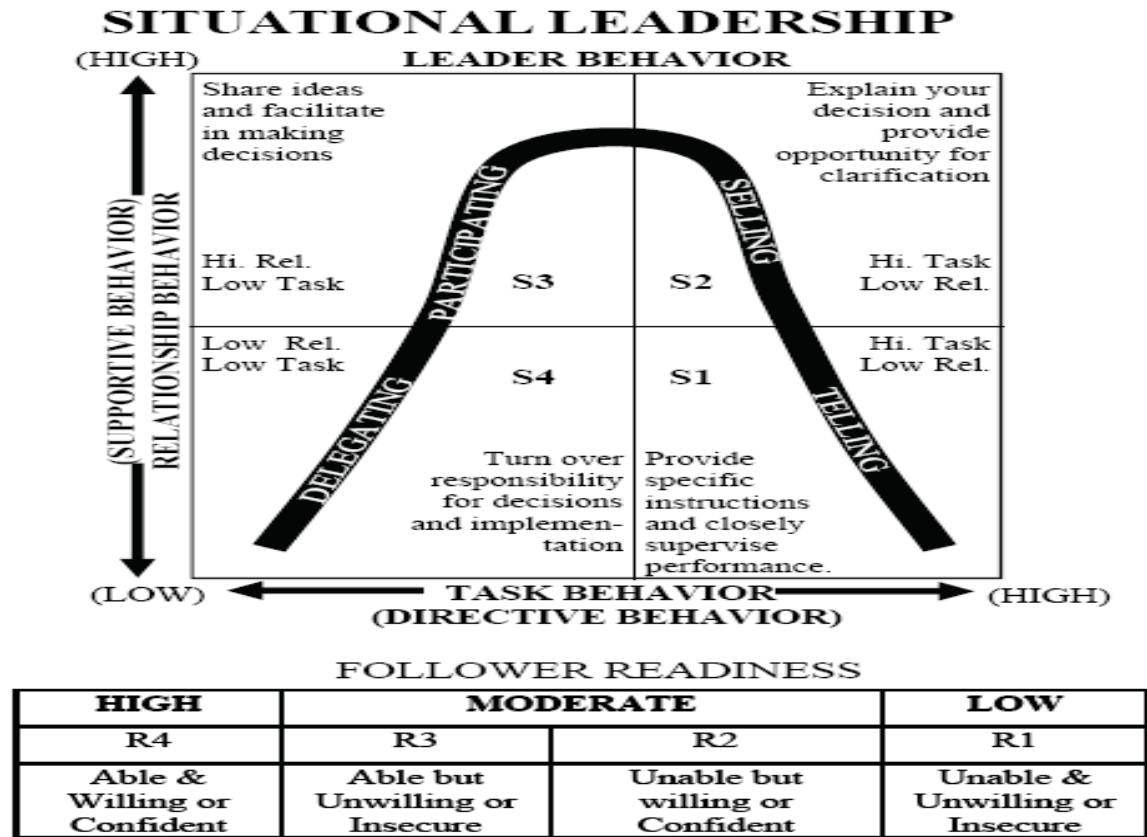 SITUATIONAL LEADERSHIP
(HIGH)
LEADER BEHAVIOR
Share ideas
and facilitate
in making
decisions
Explain your
decision and
provide
opportunity for
clarification
(SUPPORTIVE BEHAVIOR)
RELATIONSHIP BEHAVIOR
PARTICIPATING
SELLING
Hi. Rel.
Low Task
S3
S2
Hi. Task
Low Rel.
Low Rel.
Low Task
S4
S1
Hi. Task
Low Rel.
DELEGATING
TELLING
Turn over
responsibility
for decisions
and implemen-
tation
Provide
specific
instructions
and closely
supervise
performance.
(LOW)
TASK BEHAVIOR
(HIGH)
(DIRECTIVE BEHAVIOR)
FOLLOWER READINESS
HIGH
MODERATE
LOW
R4
R3
R2
R1
Able &
Willing or
Confident
Able but
Unwilling or
Insecure
Unable but
willing or
Confident
Unable &
Unwilling or
Insecure